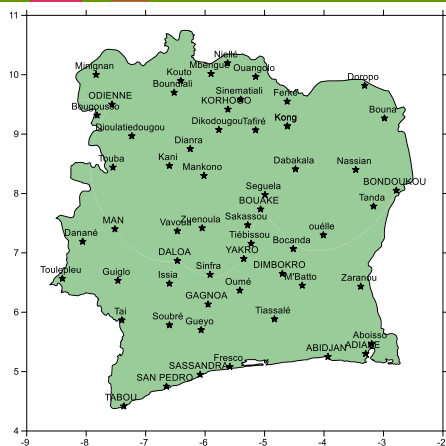 11
Niellé
Mbengué
Ouangolo
Minignan
Kouto
10
Doropo
Boundiali
Sinematiali
Ferké
ODIENNE
KORHOGO
Bougousso
Bouna
Kong
Dikodougou
Tafiré
Dioulatiedougou
9
Dianra
Kani
Touba
Dabakala
Nassian
Mankono
BONDOUKOU
8
Seguela
Tanda
BOUAKE
Sakassou
MAN
Vavoua
Zuenoula
Danané
Tiébissou
ouélle
Bocanda
7
YAKRO
DALOA
Toulepleu
Guiglo
Sinfra
DIMBOKRO
Issia
M'Batto
Zaranou
Oumé
GAGNOA
6
Tai
Soubré
Gueyo
Tiassalé
Aboisso
ABIDJAN
ADIAKE
Fresco
SASSANDRA
5
SAN PEDRO
TABOU
4
-9
-8
-7
-6
-5
-4
-3
-2